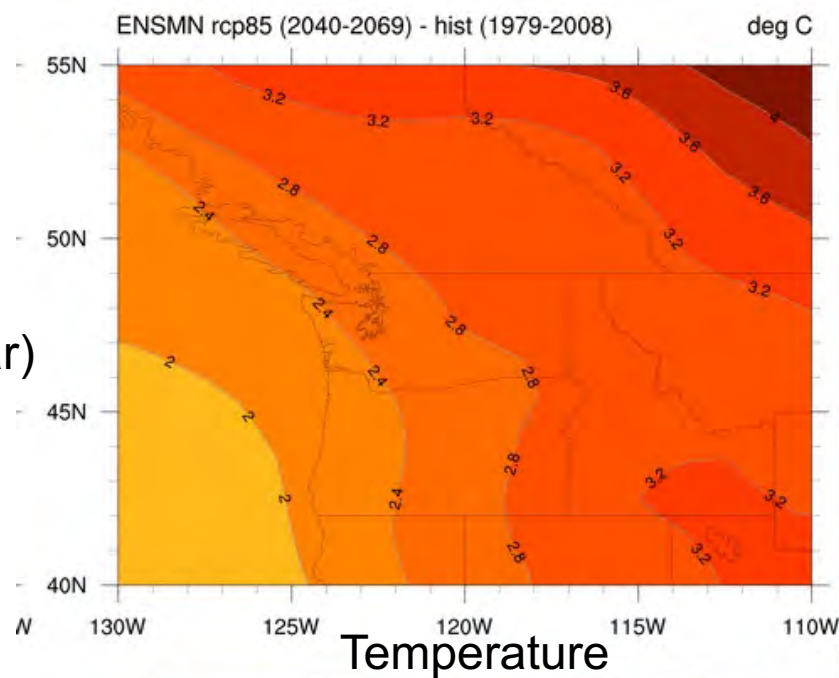 ENSMN rcp85 (2040-2069) - hist (1979-2008) deg C
55N
3.2 3.2 3.2 3.6 4
3.6
3.2
2.8 3.6
2.4
50N
2.8 3.2
3.2
2.4
2.8
r)
2 2.4 2.8
45N
2
2.8 3.2
2 2.4 3.2
2.8 3.2
40N
W 130W 125W 120W 115W 110W
Temperature